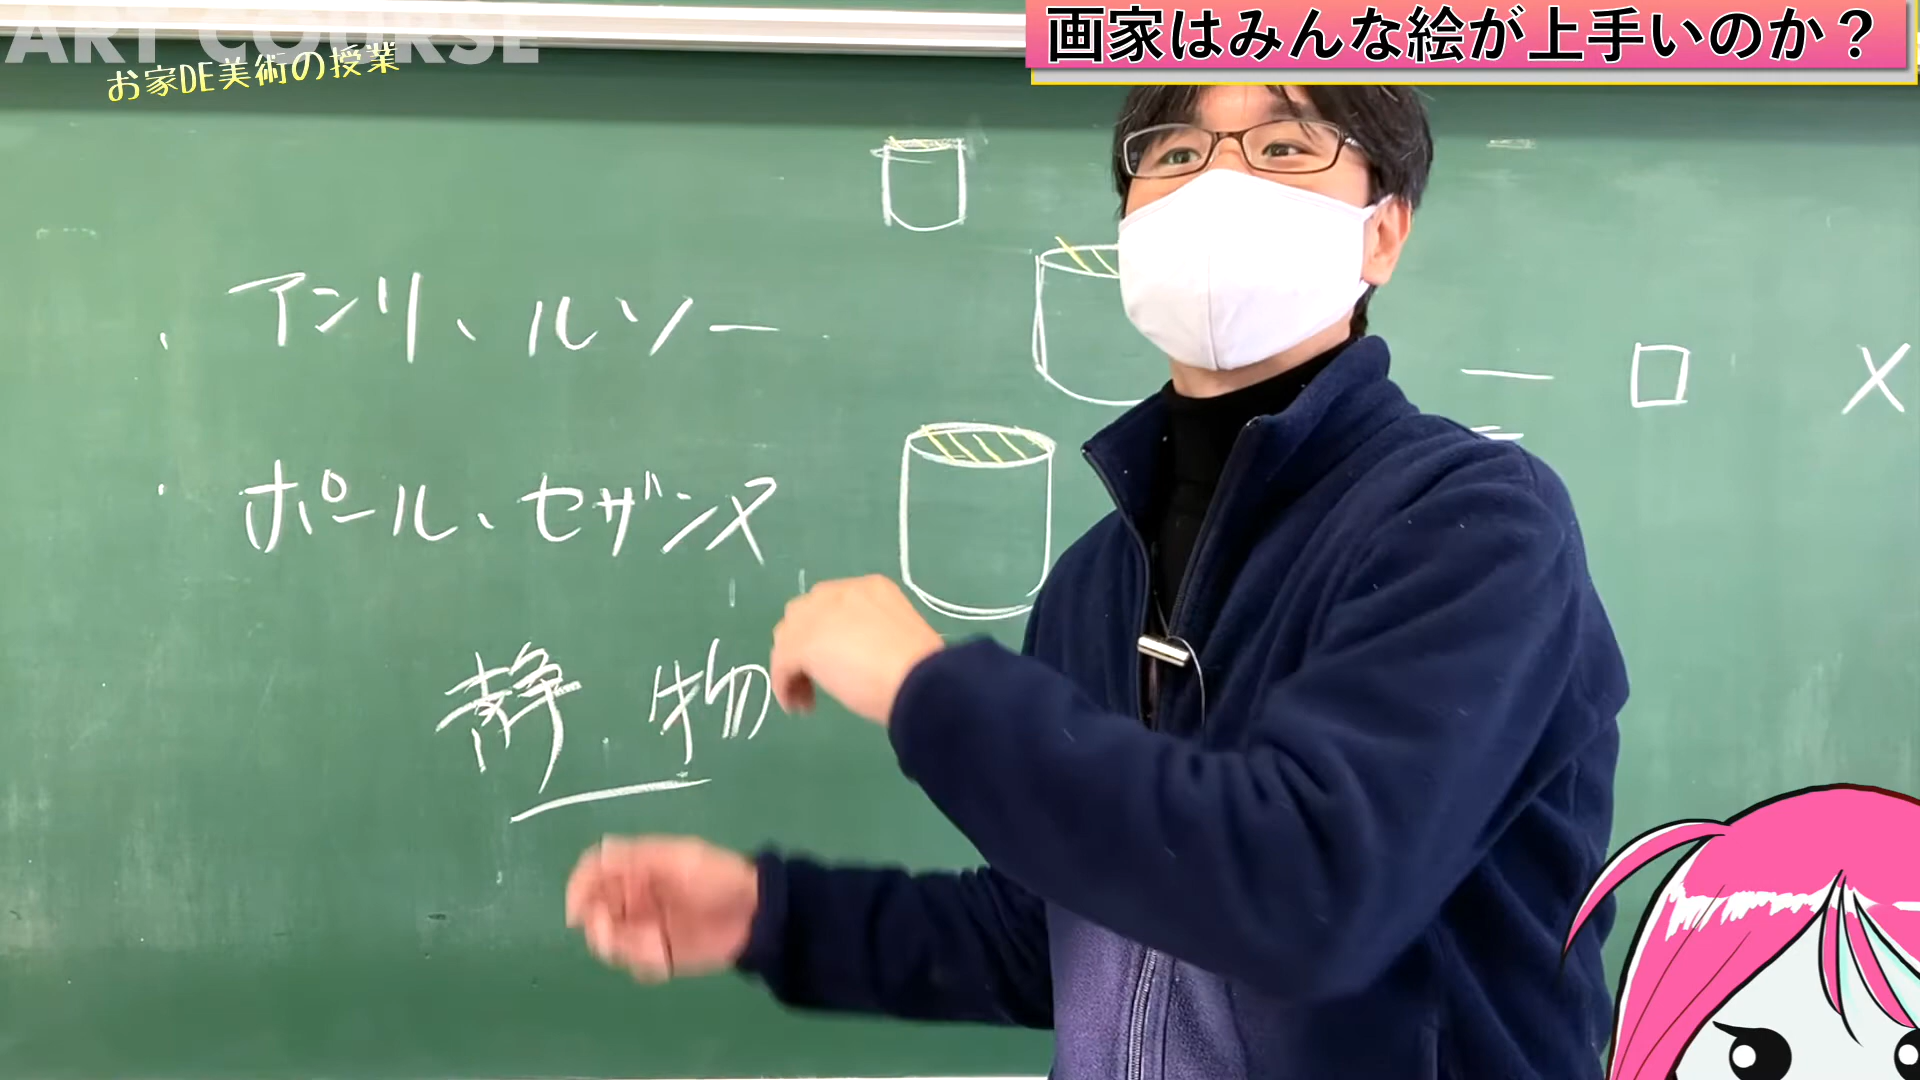 ART COURSE
お家DE美術の授業
画家はみんな絵が上手いのか？
・アンリ、ルソー
・ポール、セザンヌ
静物